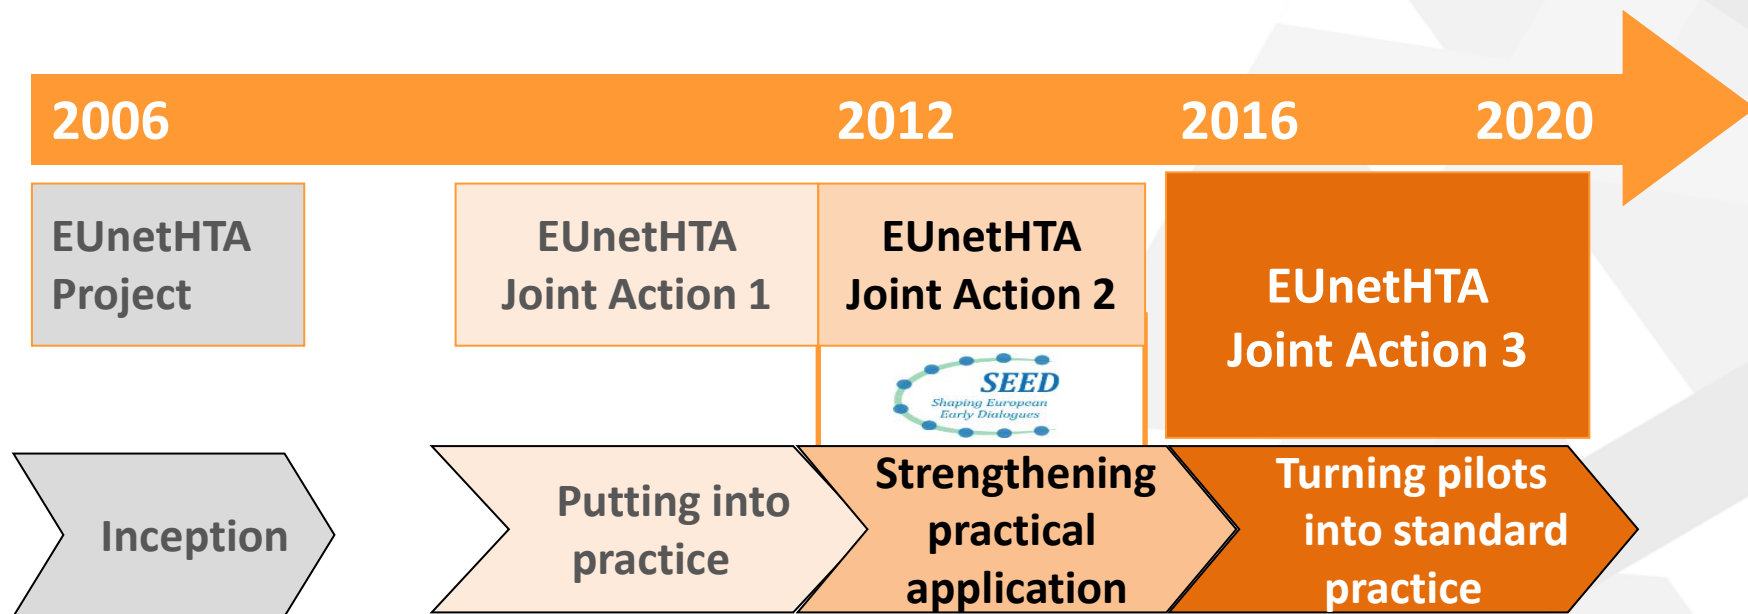 2006 2012 2016 2020
EUnetHTA
Project
EUnetHTA
Joint Action 1
EUnetHTA
Joint Action 2
EUnetHTA
Joint Action 3
SEED
Shaping European
Early Dialogues
Inception
Putting into
practice
Strengthening
practical
application
Turning pilots
into standard
practice